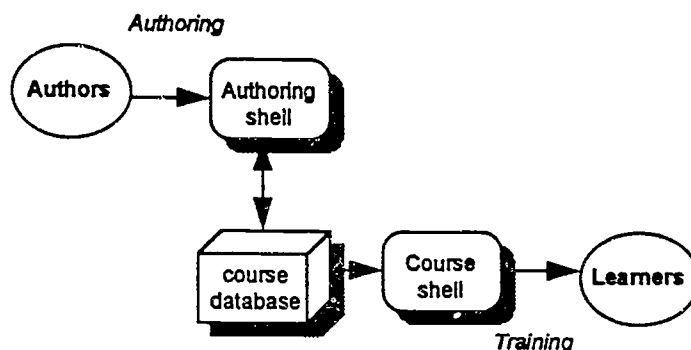 Authoring
Authors
Authoring
shell
course
database
Course
shell
Learners
Training